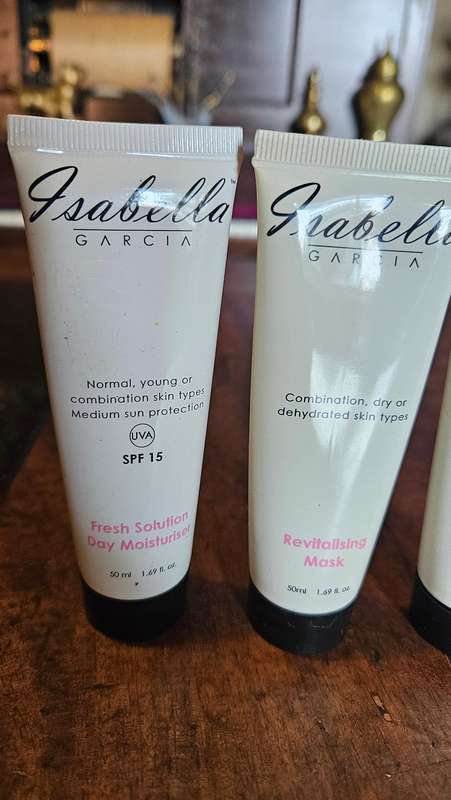 Isabella™
GARCIA
Normal, young or
combination skin types
Medium sun protection
UVA
SPF 15
Fresh Solution
Day Moisturiser
50 ml 1.69 fl. oz.
Isabella
GARCIA
Combination, dry or
dehydrated skin types
Revitalising
Mask
50ml 1.69 fl. oz.